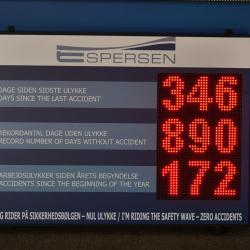 ESPERSEN
DAGE SIDEN SIDSTE ULYKKE
DAYS SINCE THE LAST ACCIDENT
346
REKORDANTAL DAGE UDEN ULYKKE
RECORD NUMBER OF DAYS WITHOUT ACCIDENT
890
ARBEJDSULYKKER SIDEN ÅRETS BEGYNDELSE
ACCIDENTS SINCE THE BEGINNING OF YEAR
172
G RIDER PÅ SIKKERHEDSBØLGEN – NUL ULYKKE / I'M RIDING THE SAFETY WAVE – ZERO ACCIDENTS